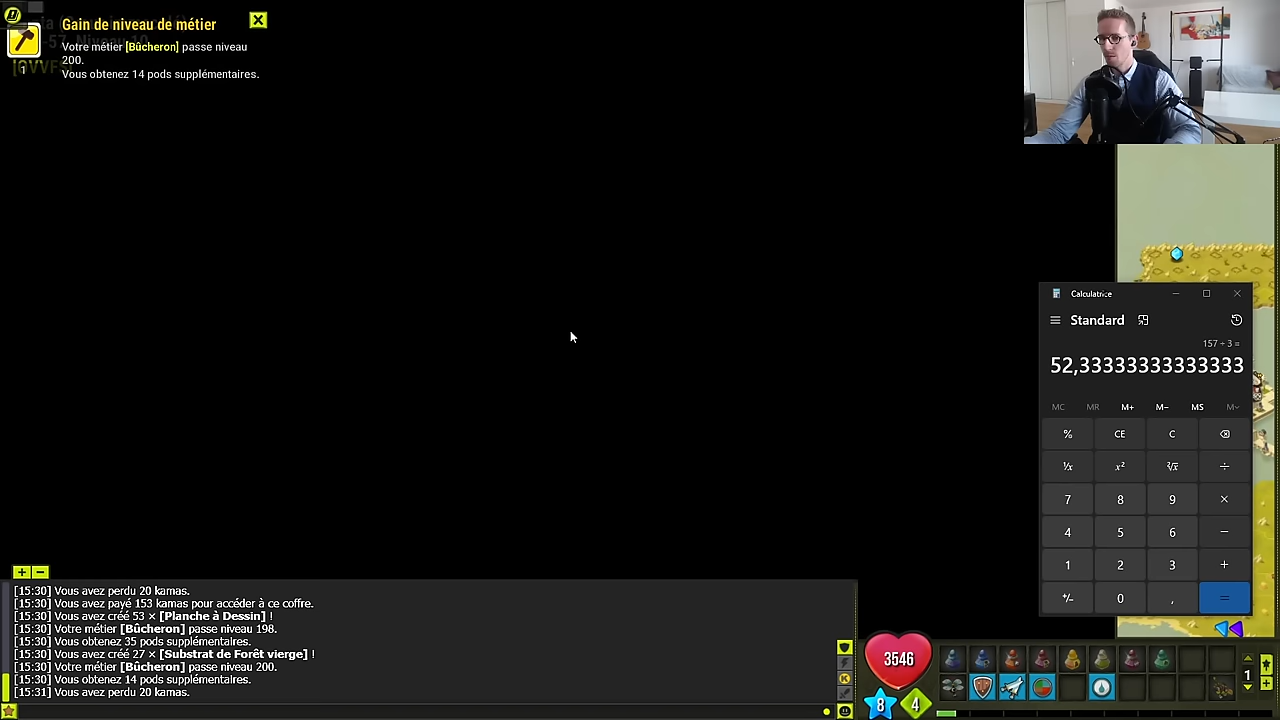 Gain de niveau de métier
Votre métier [Bûcheron] passe niveau
200.
Vous obtenez 14 pods supplémentaires.
1
Calculatrice
Standard
157 ÷ 3 =
52,33333333333333
MC MR M+ M− MS M˅
% CE C
¹/x x² ²√x ÷
7 8 9 ×
4 5 6 −
1 2 3 +
+/− 0 , =
[15:30] Vous avez perdu 20 kamas.
[15:30] Vous avez payé 153 kamas pour accéder à ce coffre.
[15:30] Vous avez créé 53 × [Planche à Dessin] !
[15:30] Votre métier [Bûcheron] passe niveau 198.
[15:30] Vous obtenez 35 pods supplémentaires.
[15:30] Vous avez créé 27 × [Substrat de Forêt vierge] !
[15:30] Votre métier [Bûcheron] passe niveau 200.
[15:30] Vous obtenez 14 pods supplémentaires.
[15:31] Vous avez perdu 20 kamas.
3546
8
4
1